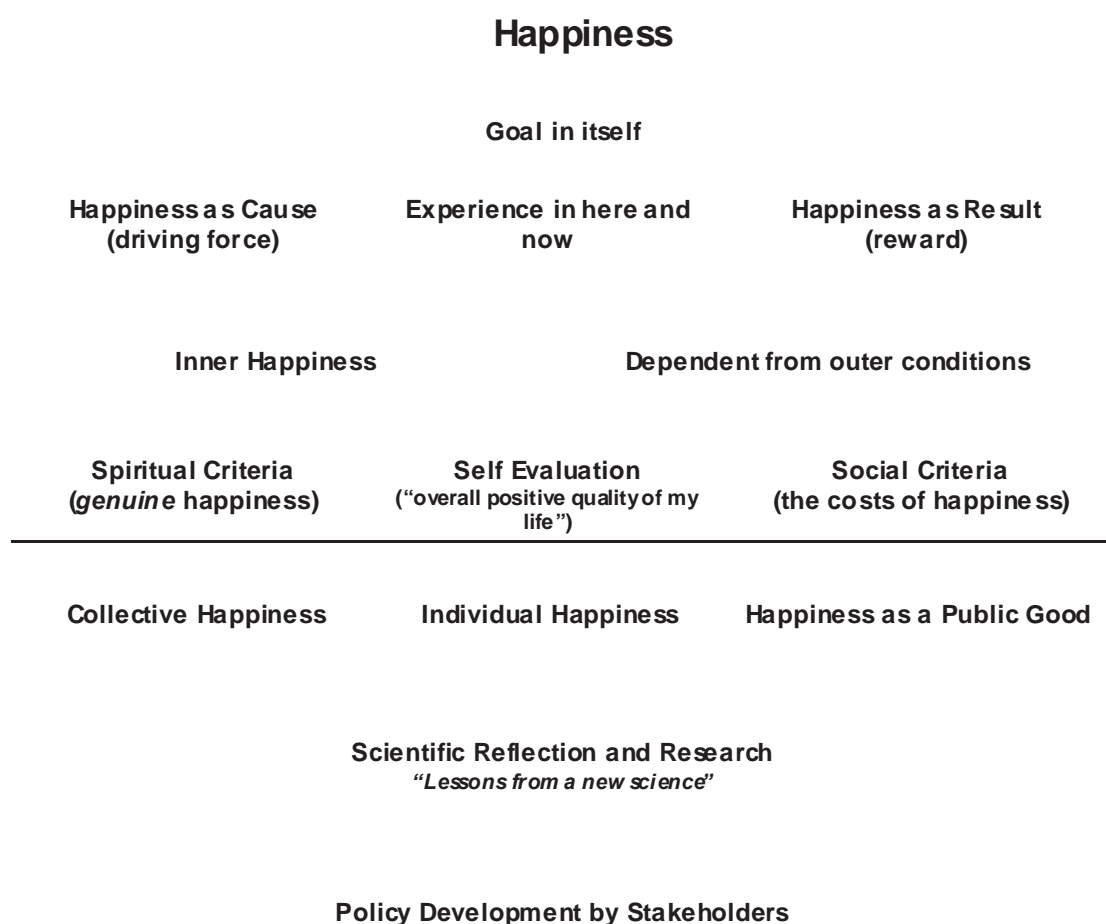 Happiness
Goal in itself
Happiness as Cause
(driving force)
Experience in here and
now
Happiness as Result
(reward)
Inner Happiness
Dependent from outer conditions
Spiritual Criteria
(genuine happiness)
Self Evaluation
(“overall positive quality of my
life”)
Social Criteria
(the costs of happiness)
Collective Happiness
Individual Happiness
Happiness as a Public Good
Scientific Reflection and Research
“Lessons from a new science”
Policy Development by Stakeholders